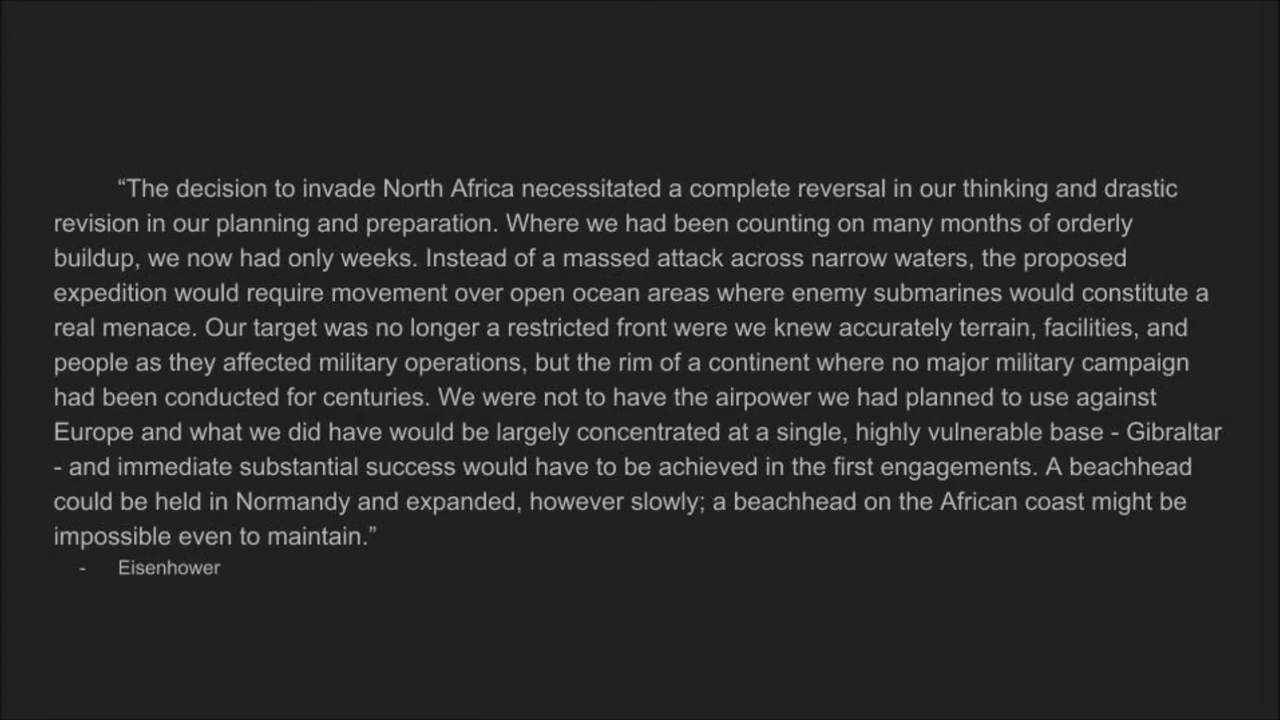 “The decision to invade North Africa necessitated a complete reversal in our thinking and drastic
revision in our planning and preparation. Where we had been counting on many months of orderly
buildup, we now had only weeks. Instead of a massed attack across narrow waters, the proposed
expedition would require movement over open ocean areas where enemy submarines would constitute a
real menace. Our target was no longer a restricted front were we knew accurately terrain, facilities, and
people as they affected military operations, but the rim of a continent where no major military campaign
had been conducted for centuries. We were not to have the airpower we had planned to use against
Europe and what we did have would be largely concentrated at a single, highly vulnerable base - Gibraltar
- and immediate substantial success would have to be achieved in the first engagements. A beachhead
could be held in Normandy and expanded, however slowly; a beachhead on the African coast might be
impossible even to maintain.”
- Eisenhower